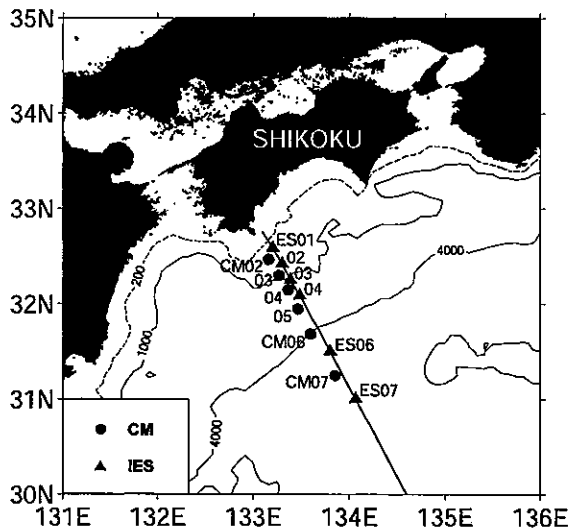 35N
34N
SHIKOKU
33N
ES01
4000
200
CM02
02
03
03
32N
04
04
05
1000
CM06
ES06
CM07
ES07
31N
4000
CM
IES
30N
131E 132E 133E 134E 135E 136E